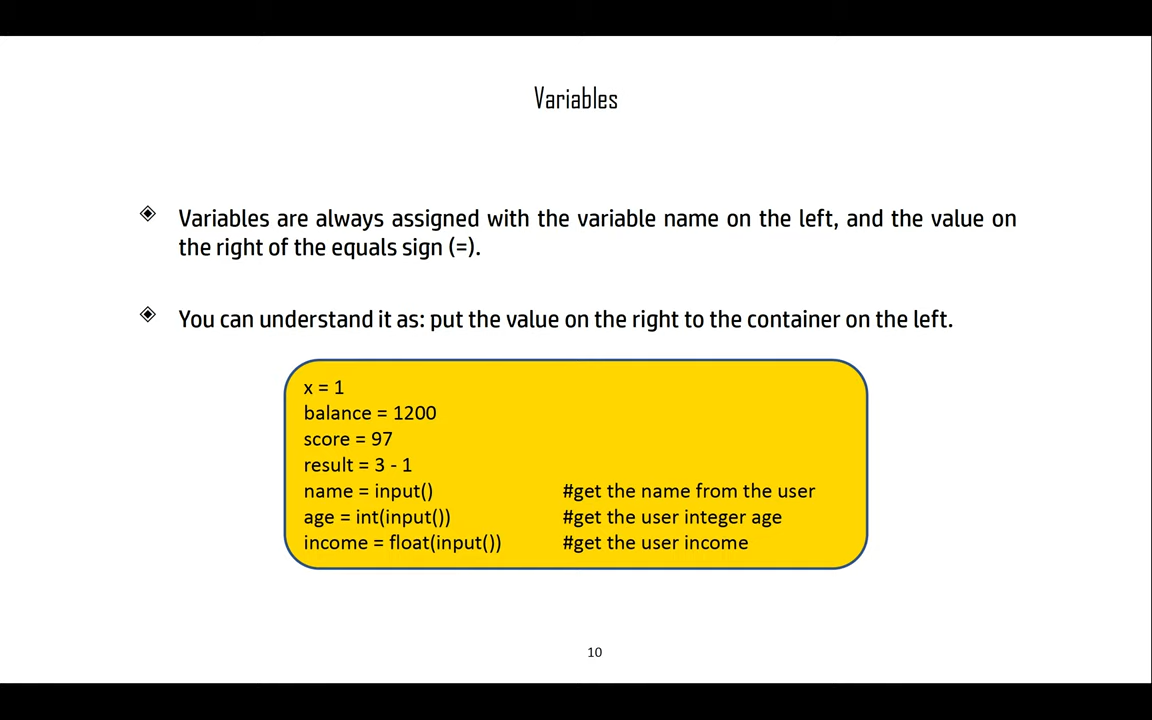 Variables
Variables are always assigned with the variable name on the left, and the value on
the right of the equals sign (=).
You can understand it as: put the value on the right to the container on the left.
x = 1
balance = 1200
score = 97
result = 3 - 1
name = input() #get the name from the user
age = int(input()) #get the user integer age
income = float(input()) #get the user income
10